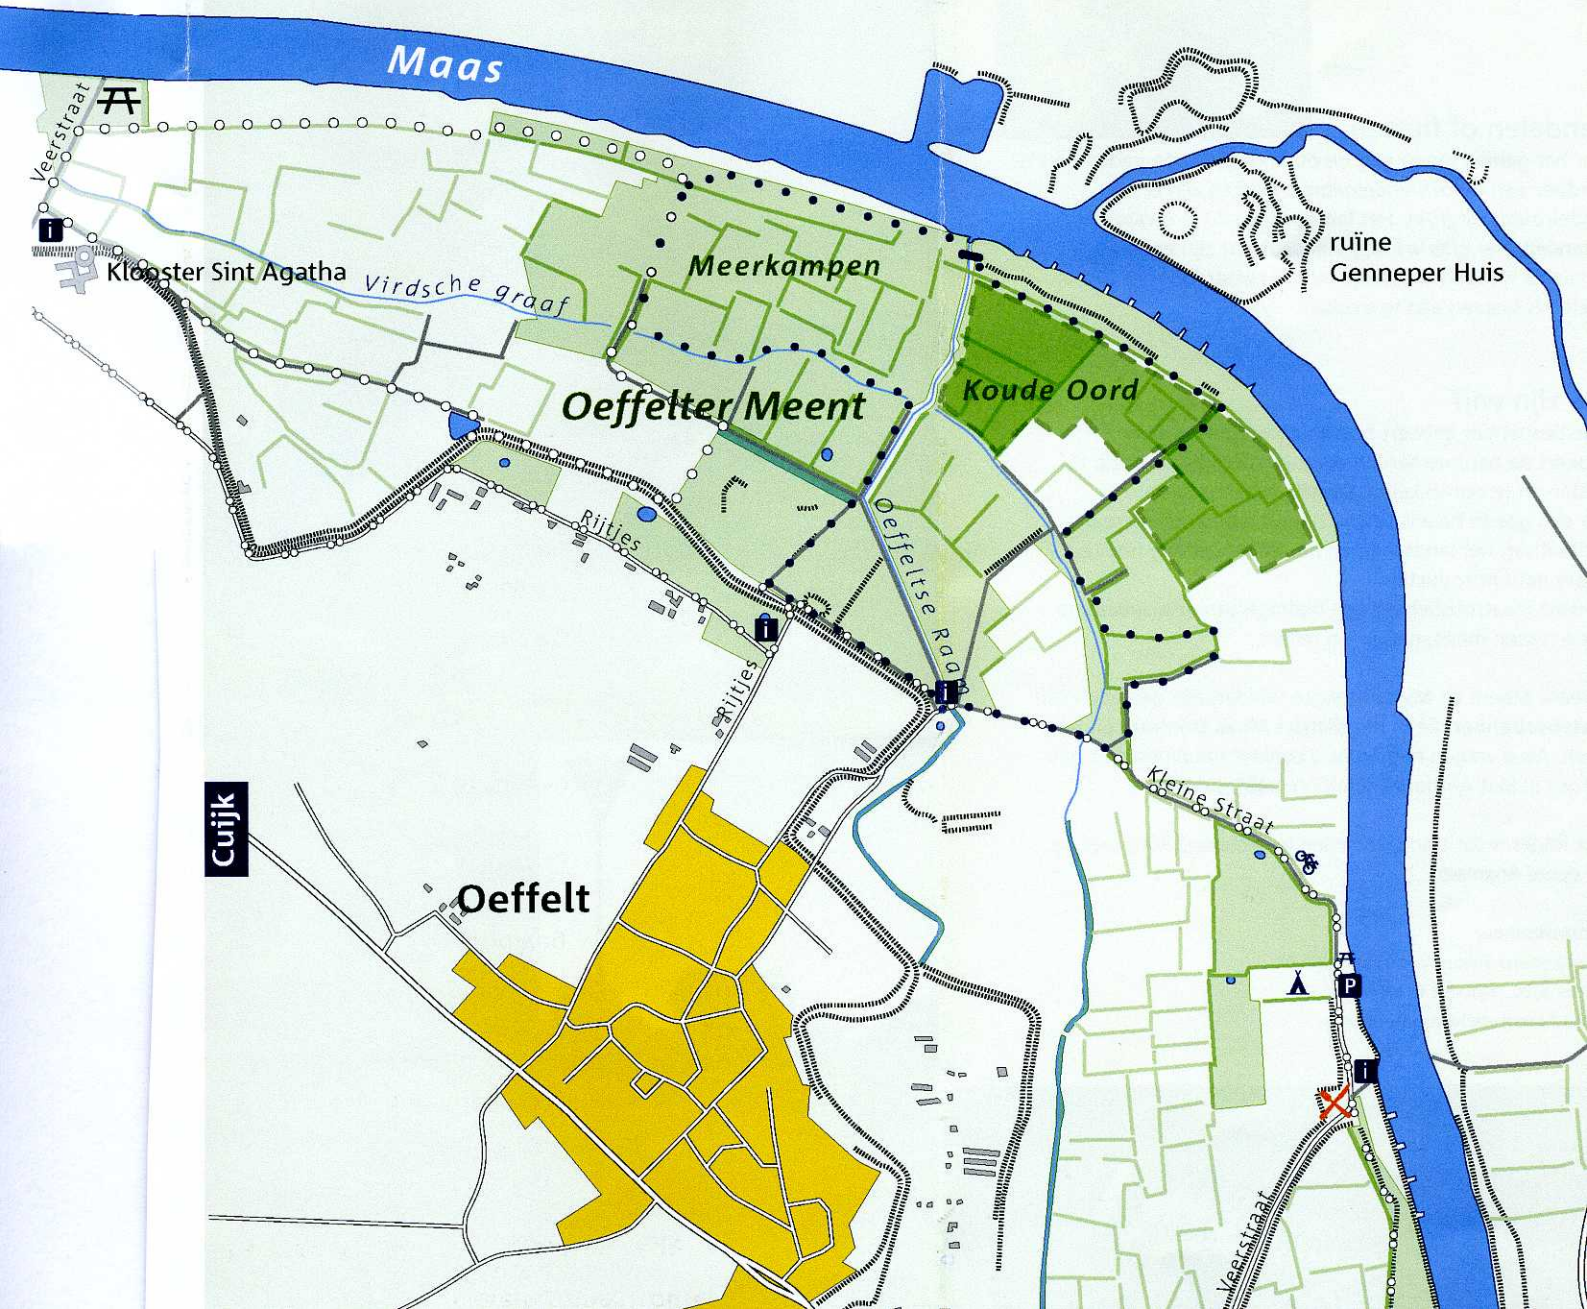 Maas
Veerstraat
i
Klooster Sint Agatha
Virdsche graaf
Meerkampen
ruïne
Genneper Huis
Koude Oord
Oeffelter Meent
Rijtjes
Oeffeltse Raam
i
Rijtjes
i
Kleine Straat
Cuijk
Oeffelt
P
i
Veerstraat